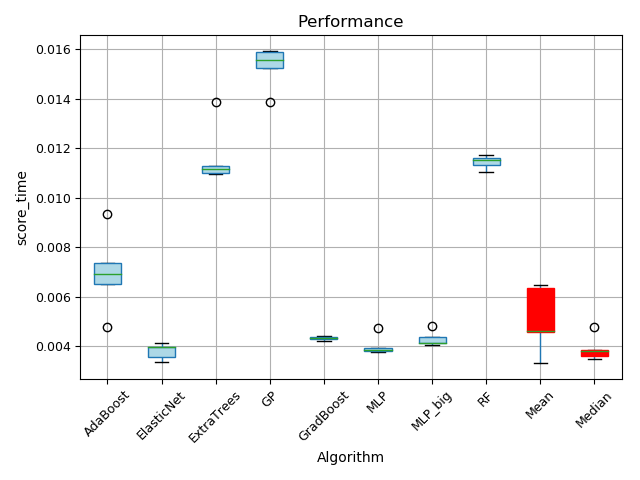 Performance
score_time
0.016
0.014
0.012
0.010
0.008
0.006
0.004
AdaBoost
ElasticNet
ExtraTrees
GP
GradBoost
MLP
MLP_big
RF
Mean
Median
Algorithm